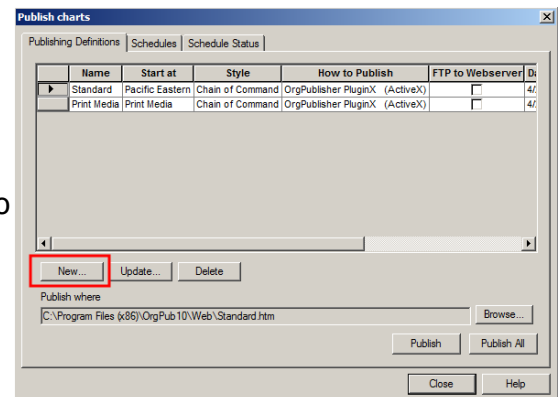 Publish charts
Publishing Definitions Schedules Schedule Status
Name Start at Style How to Publish FTP to Webserver
Standard Pacific Eastern Chain of Command OrgPublisher PluginX (ActiveX) 4/
Print Media Print Media Chain of Command OrgPublisher PluginX (ActiveX) 4/
New... Update... Delete
Publish where
C:\Program Files (x86)\OrgPub10\Web\Standard.htm Browse...
Publish Publish All
Close Help